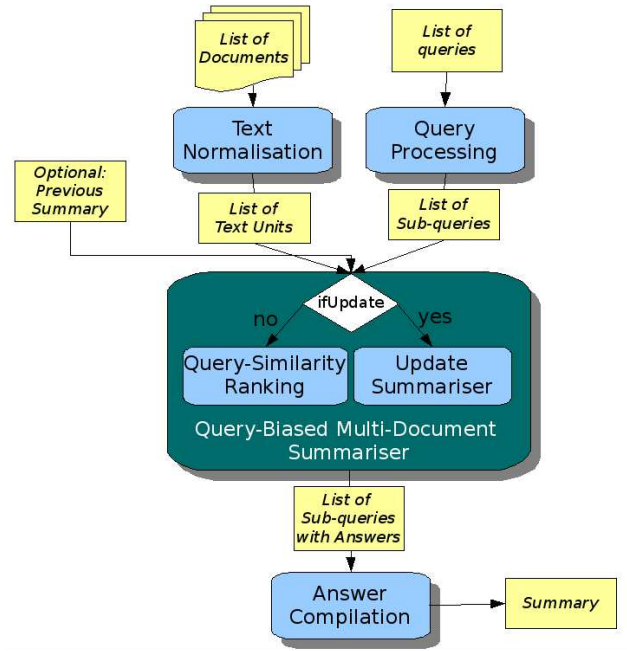 List of
Documents
List of
queries
Text
Normalisation
Query
Processing
Optional:
Previous
Summary
List of
Text Units
List of
Sub-queries
ifUpdate
no
yes
Query-Similarity
Ranking
Update
Summariser
Query-Biased Multi-Document
Summariser
List of
Sub-queries
with Answers
Answer
Compilation
Summary